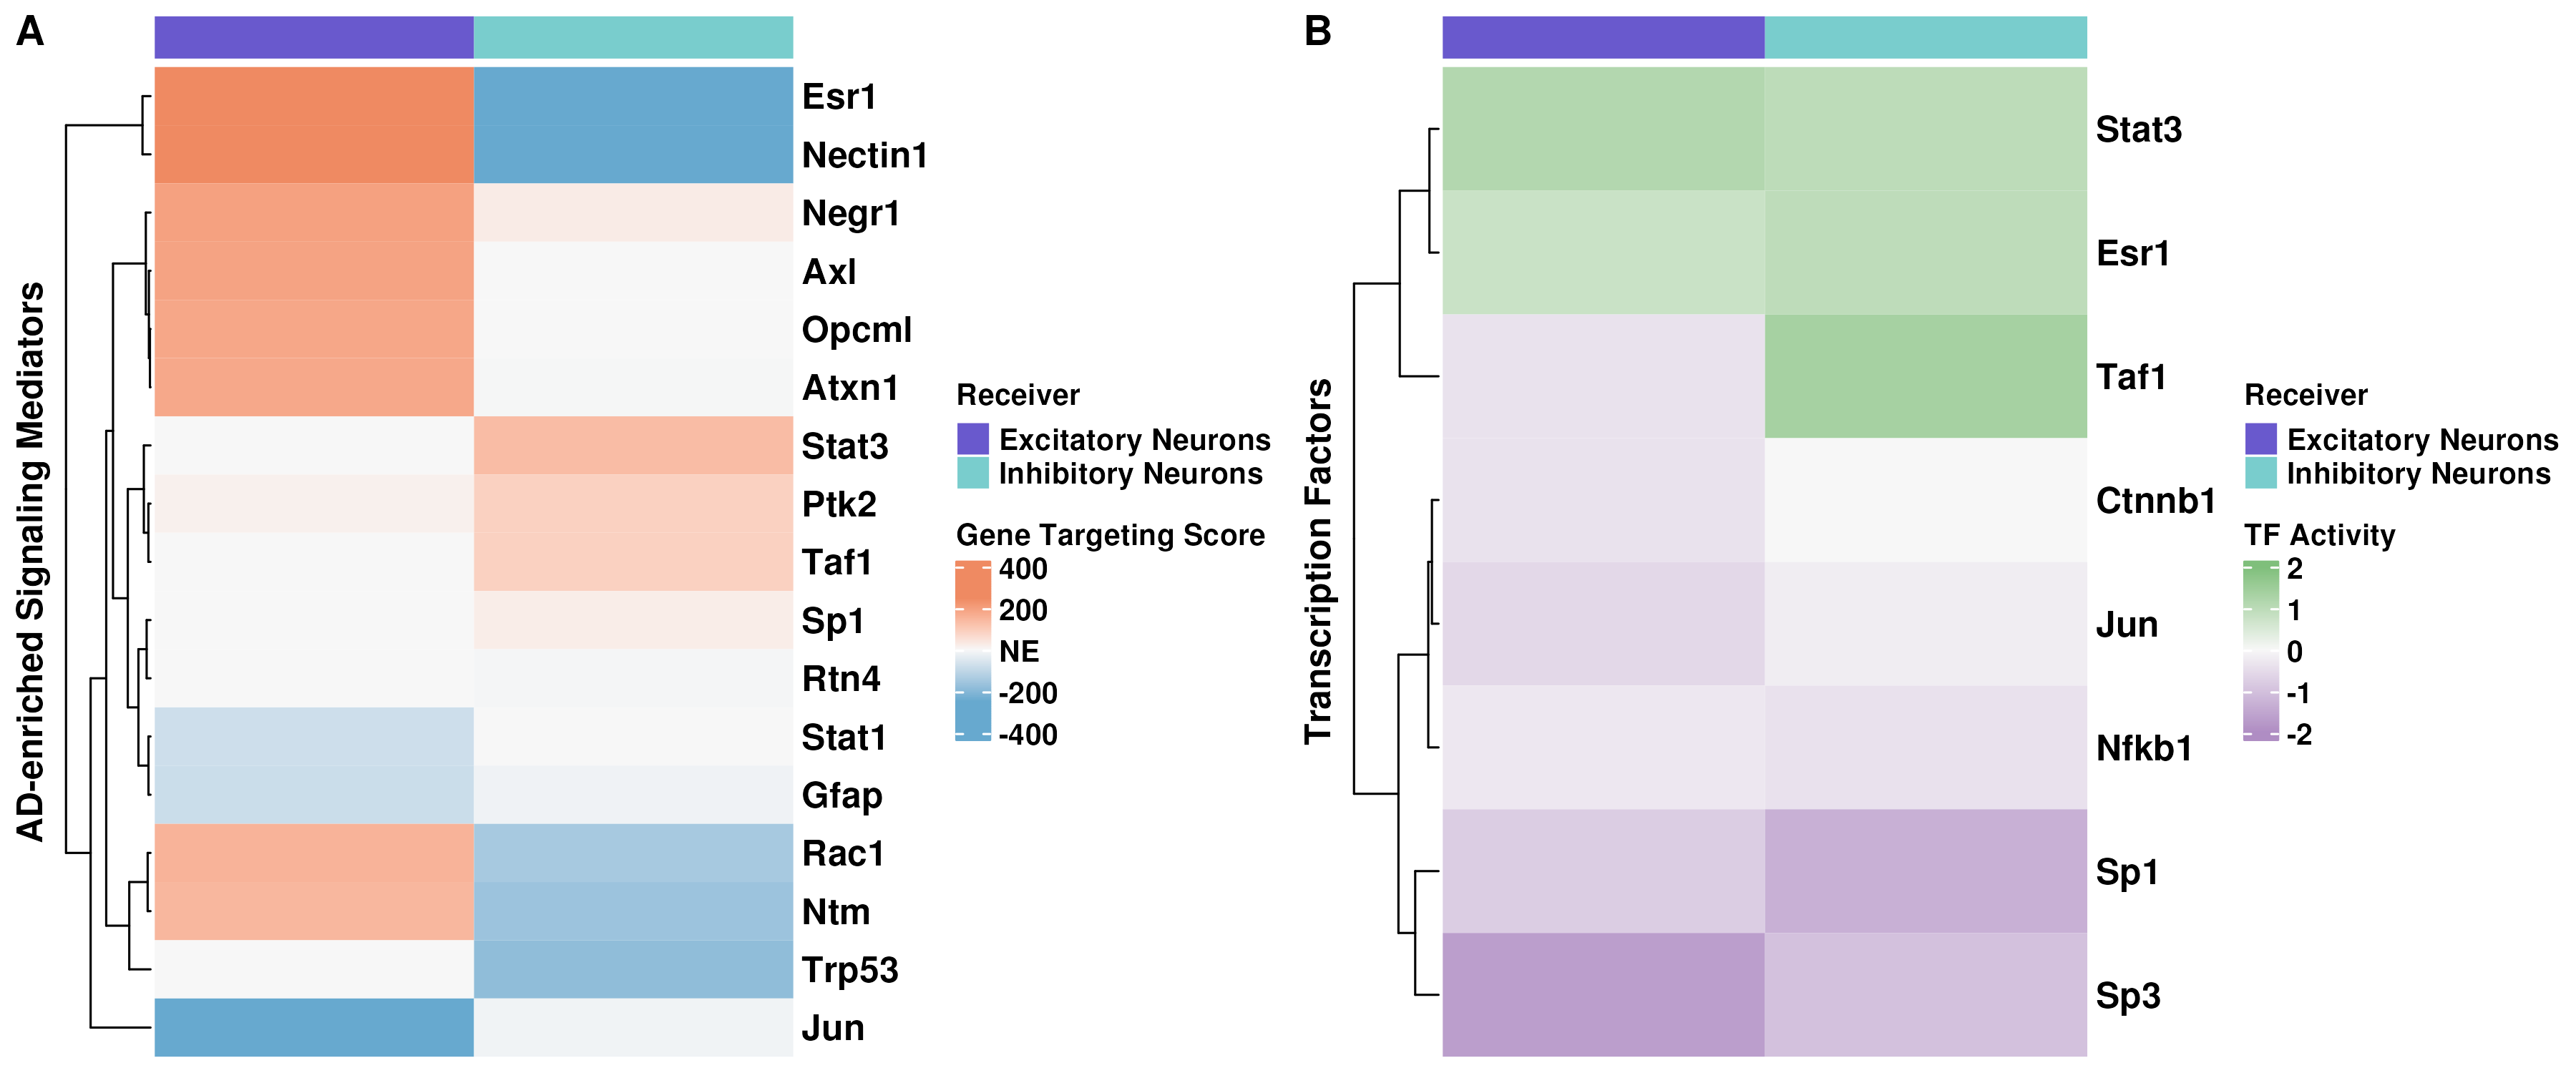 A
AD-enriched Signaling Mediators
Esr1
Nectin1
Negr1
Axl
Opcml
Atxn1
Stat3
Ptk2
Taf1
Sp1
Rtn4
Stat1
Gfap
Rac1
Ntm
Trp53
Jun
Receiver
Excitatory Neurons
Inhibitory Neurons
Gene Targeting Score
400
200
NE
-200
-400
B
Transcription Factors
Stat3
Esr1
Taf1
Ctnnb1
Jun
Nfkb1
Sp1
Sp3
Receiver
Excitatory Neurons
Inhibitory Neurons
TF Activity
2
1
0
-1
-2